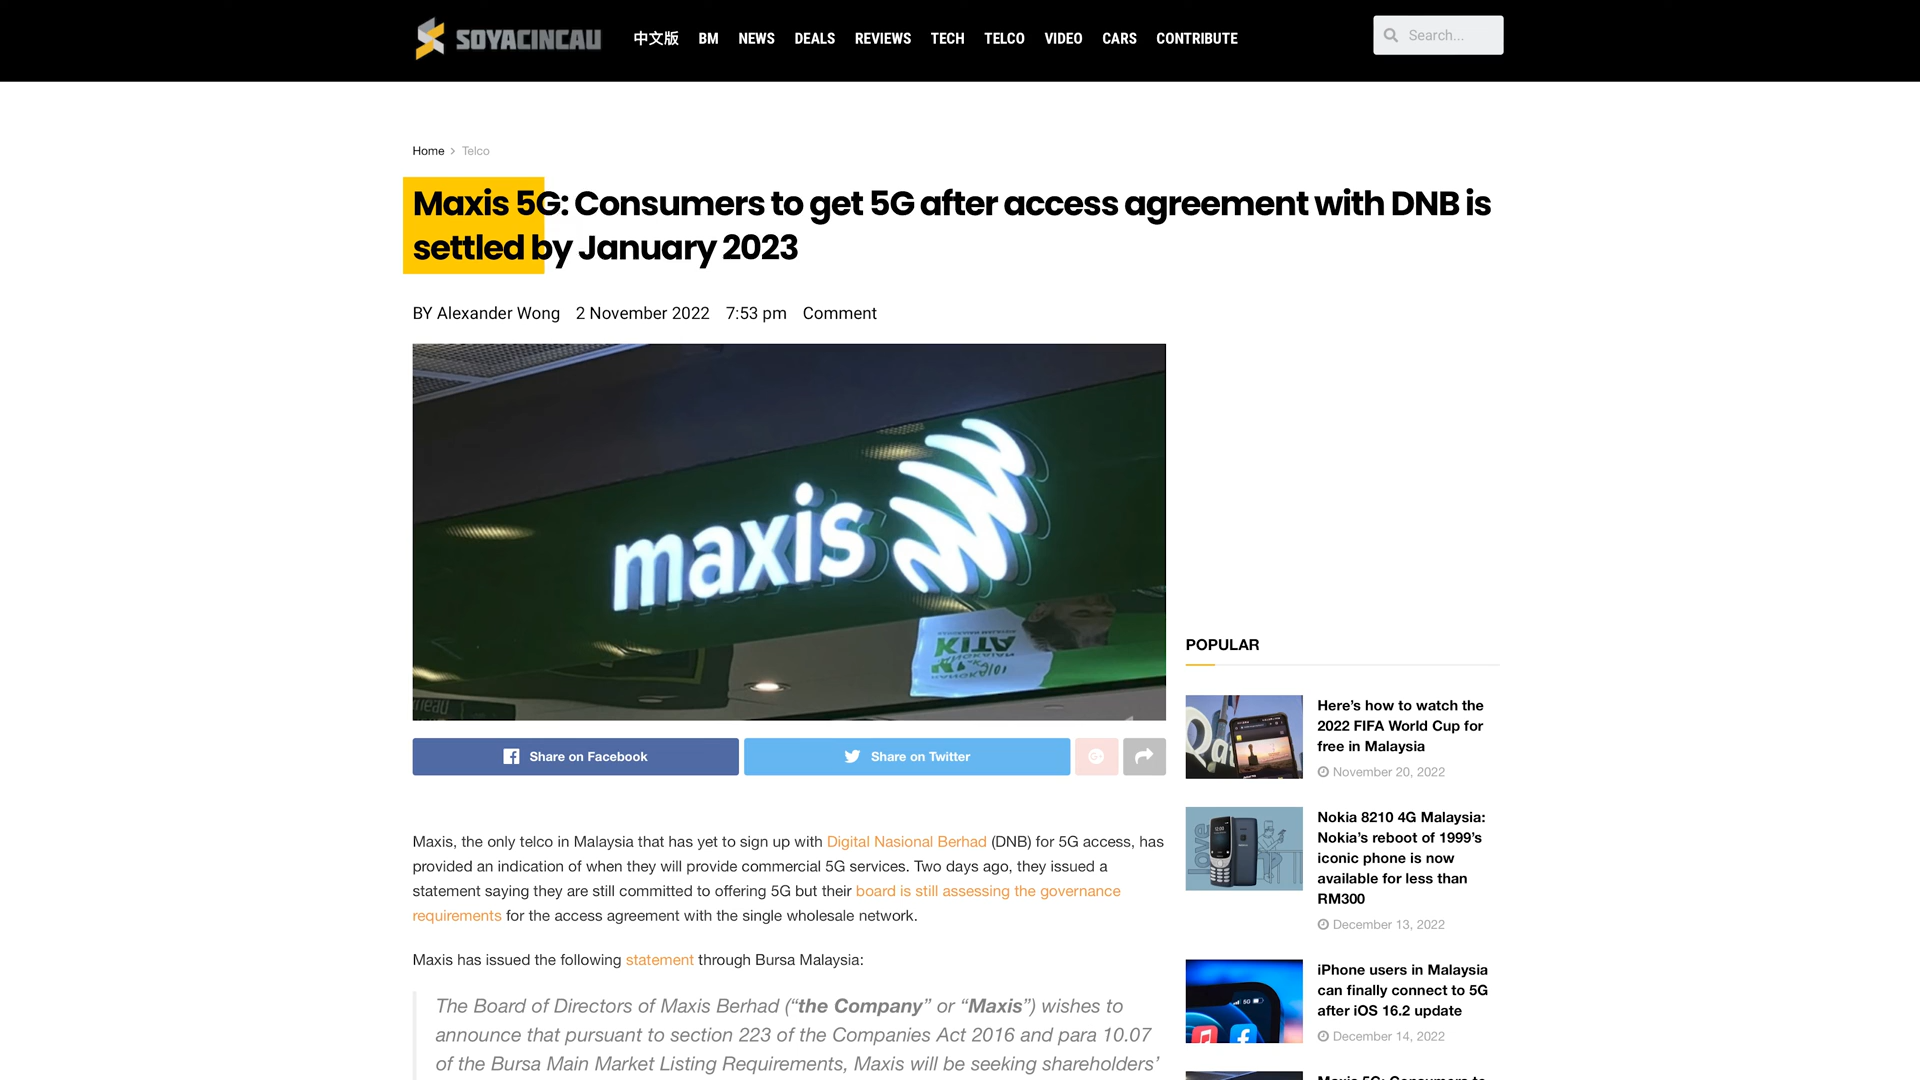 SOYACINCAU 中文版 BM NEWS DEALS REVIEWS TECH TELCO VIDEO CARS CONTRIBUTE Search...
Home > Telco
Maxis 5G: Consumers to get 5G after access agreement with DNB is
settled by January 2023
BY Alexander Wong 2 November 2022 7:53 pm Comment
maxis
KITA
Share on Facebook Share on Twitter
Maxis, the only telco in Malaysia that has yet to sign up with Digital Nasional Berhad (DNB) for 5G access, has
provided an indication of when they will provide commercial 5G services. Two days ago, they issued a
statement saying they are still committed to offering 5G but their board is still assessing the governance
requirements for the access agreement with the single wholesale network.
Maxis has issued the following statement through Bursa Malaysia:
The Board of Directors of Maxis Berhad (“the Company” or “Maxis”) wishes to
announce that pursuant to section 223 of the Companies Act 2016 and para 10.07
of the Bursa Main Market Listing Requirements, Maxis will be seeking shareholders’
POPULAR
Here’s how to watch the
2022 FIFA World Cup for
free in Malaysia
November 20, 2022
Nokia 8210 4G Malaysia:
Nokia’s reboot of 1999’s
iconic phone is now
available for less than
RM300
December 13, 2022
iPhone users in Malaysia
can finally connect to 5G
after iOS 16.2 update
December 14, 2022
Maxis 5G: Consumers to